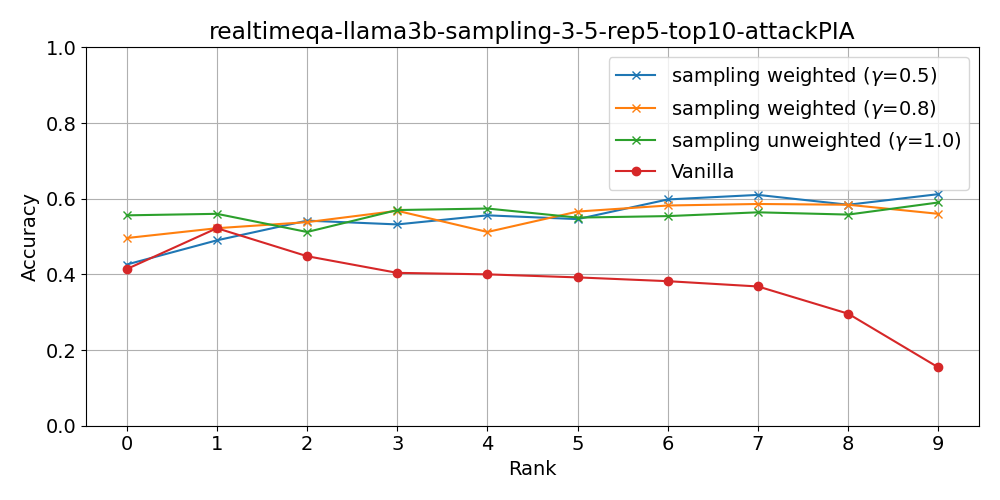 realtimeqa-llama3b-sampling-3-5-rep5-top10-attackPIA
1.0
0.8
0.6
0.4
0.2
0.0
Accuracy
sampling weighted (γ=0.5)
sampling weighted (γ=0.8)
sampling unweighted (γ=1.0)
Vanilla
0 1 2 3 4 5 6 7 8 9
Rank